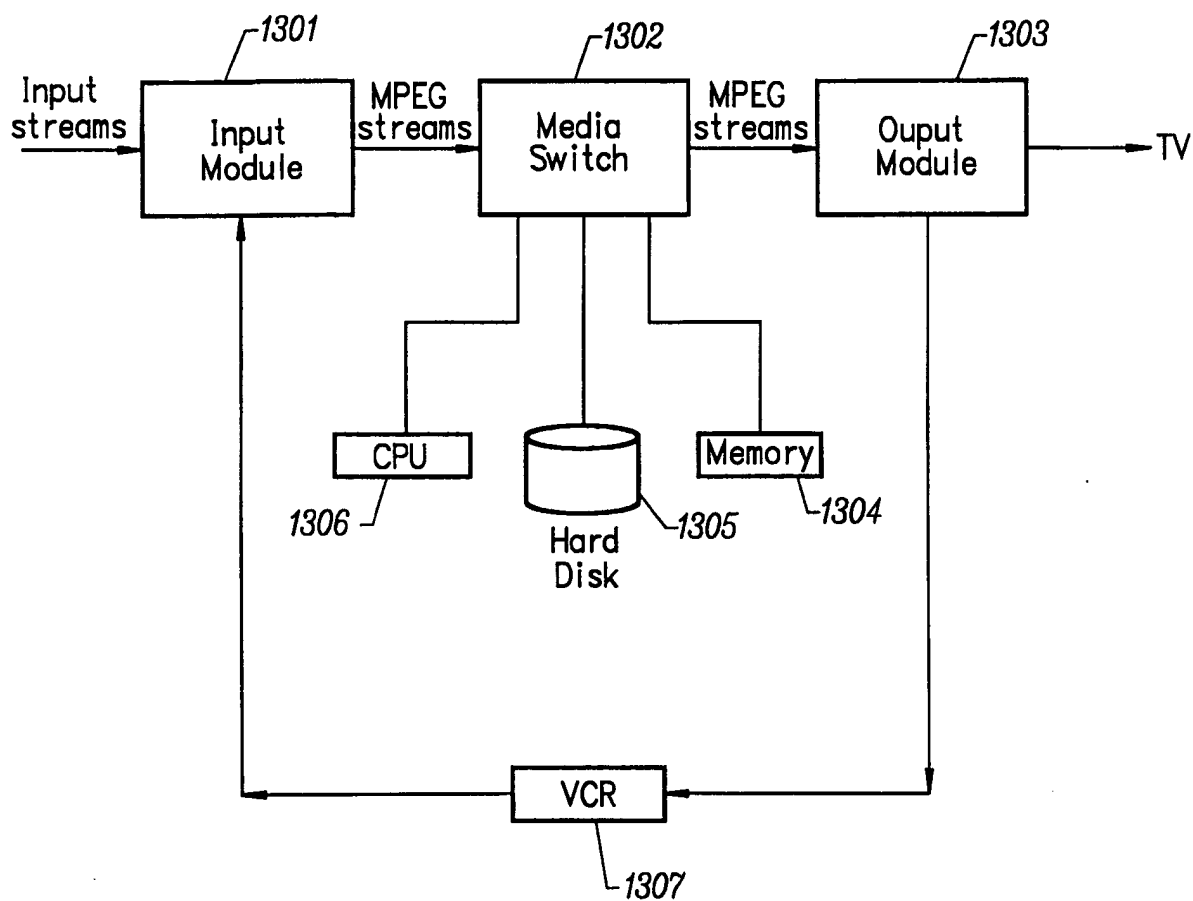 1301
1302
1303
Input
streams
Input
Module
MPEG
streams
Media
Switch
MPEG
streams
Ouput
Module
TV
CPU
1306
Hard
Disk
1305
Memory
1304
VCR
1307